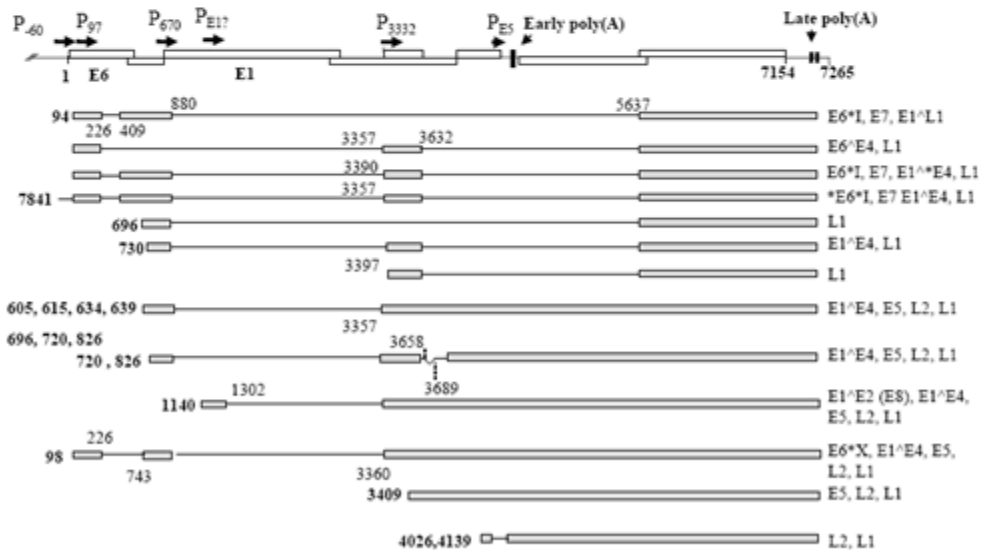 P-60 P97 P670 PE1? P3332 PE5 Early poly(A) Late poly(A)
1 E6 E1 7154 7265
94 880 5637 E6*I, E7, E1^L1
226 409
3357 3632 E6^E4, L1
3390 E6*I, E7, E1^*E4, L1
7841 3357 *E6*I, E7 E1^E4, L1
696 L1
730 E1^E4, L1
3397 L1
605, 615, 634, 639 E1^E4, E5, L2, L1
3357
696, 720, 826 3658
720 , 826 E1^E4, E5, L2, L1
3689
1302
1140 E1^E2 (E8), E1^E4,
E5, L2, L1
226
98 E6*X, E1^E4, E5,
743 3360 L2, L1
3409 E5, L2, L1
4026,4139 L2, L1